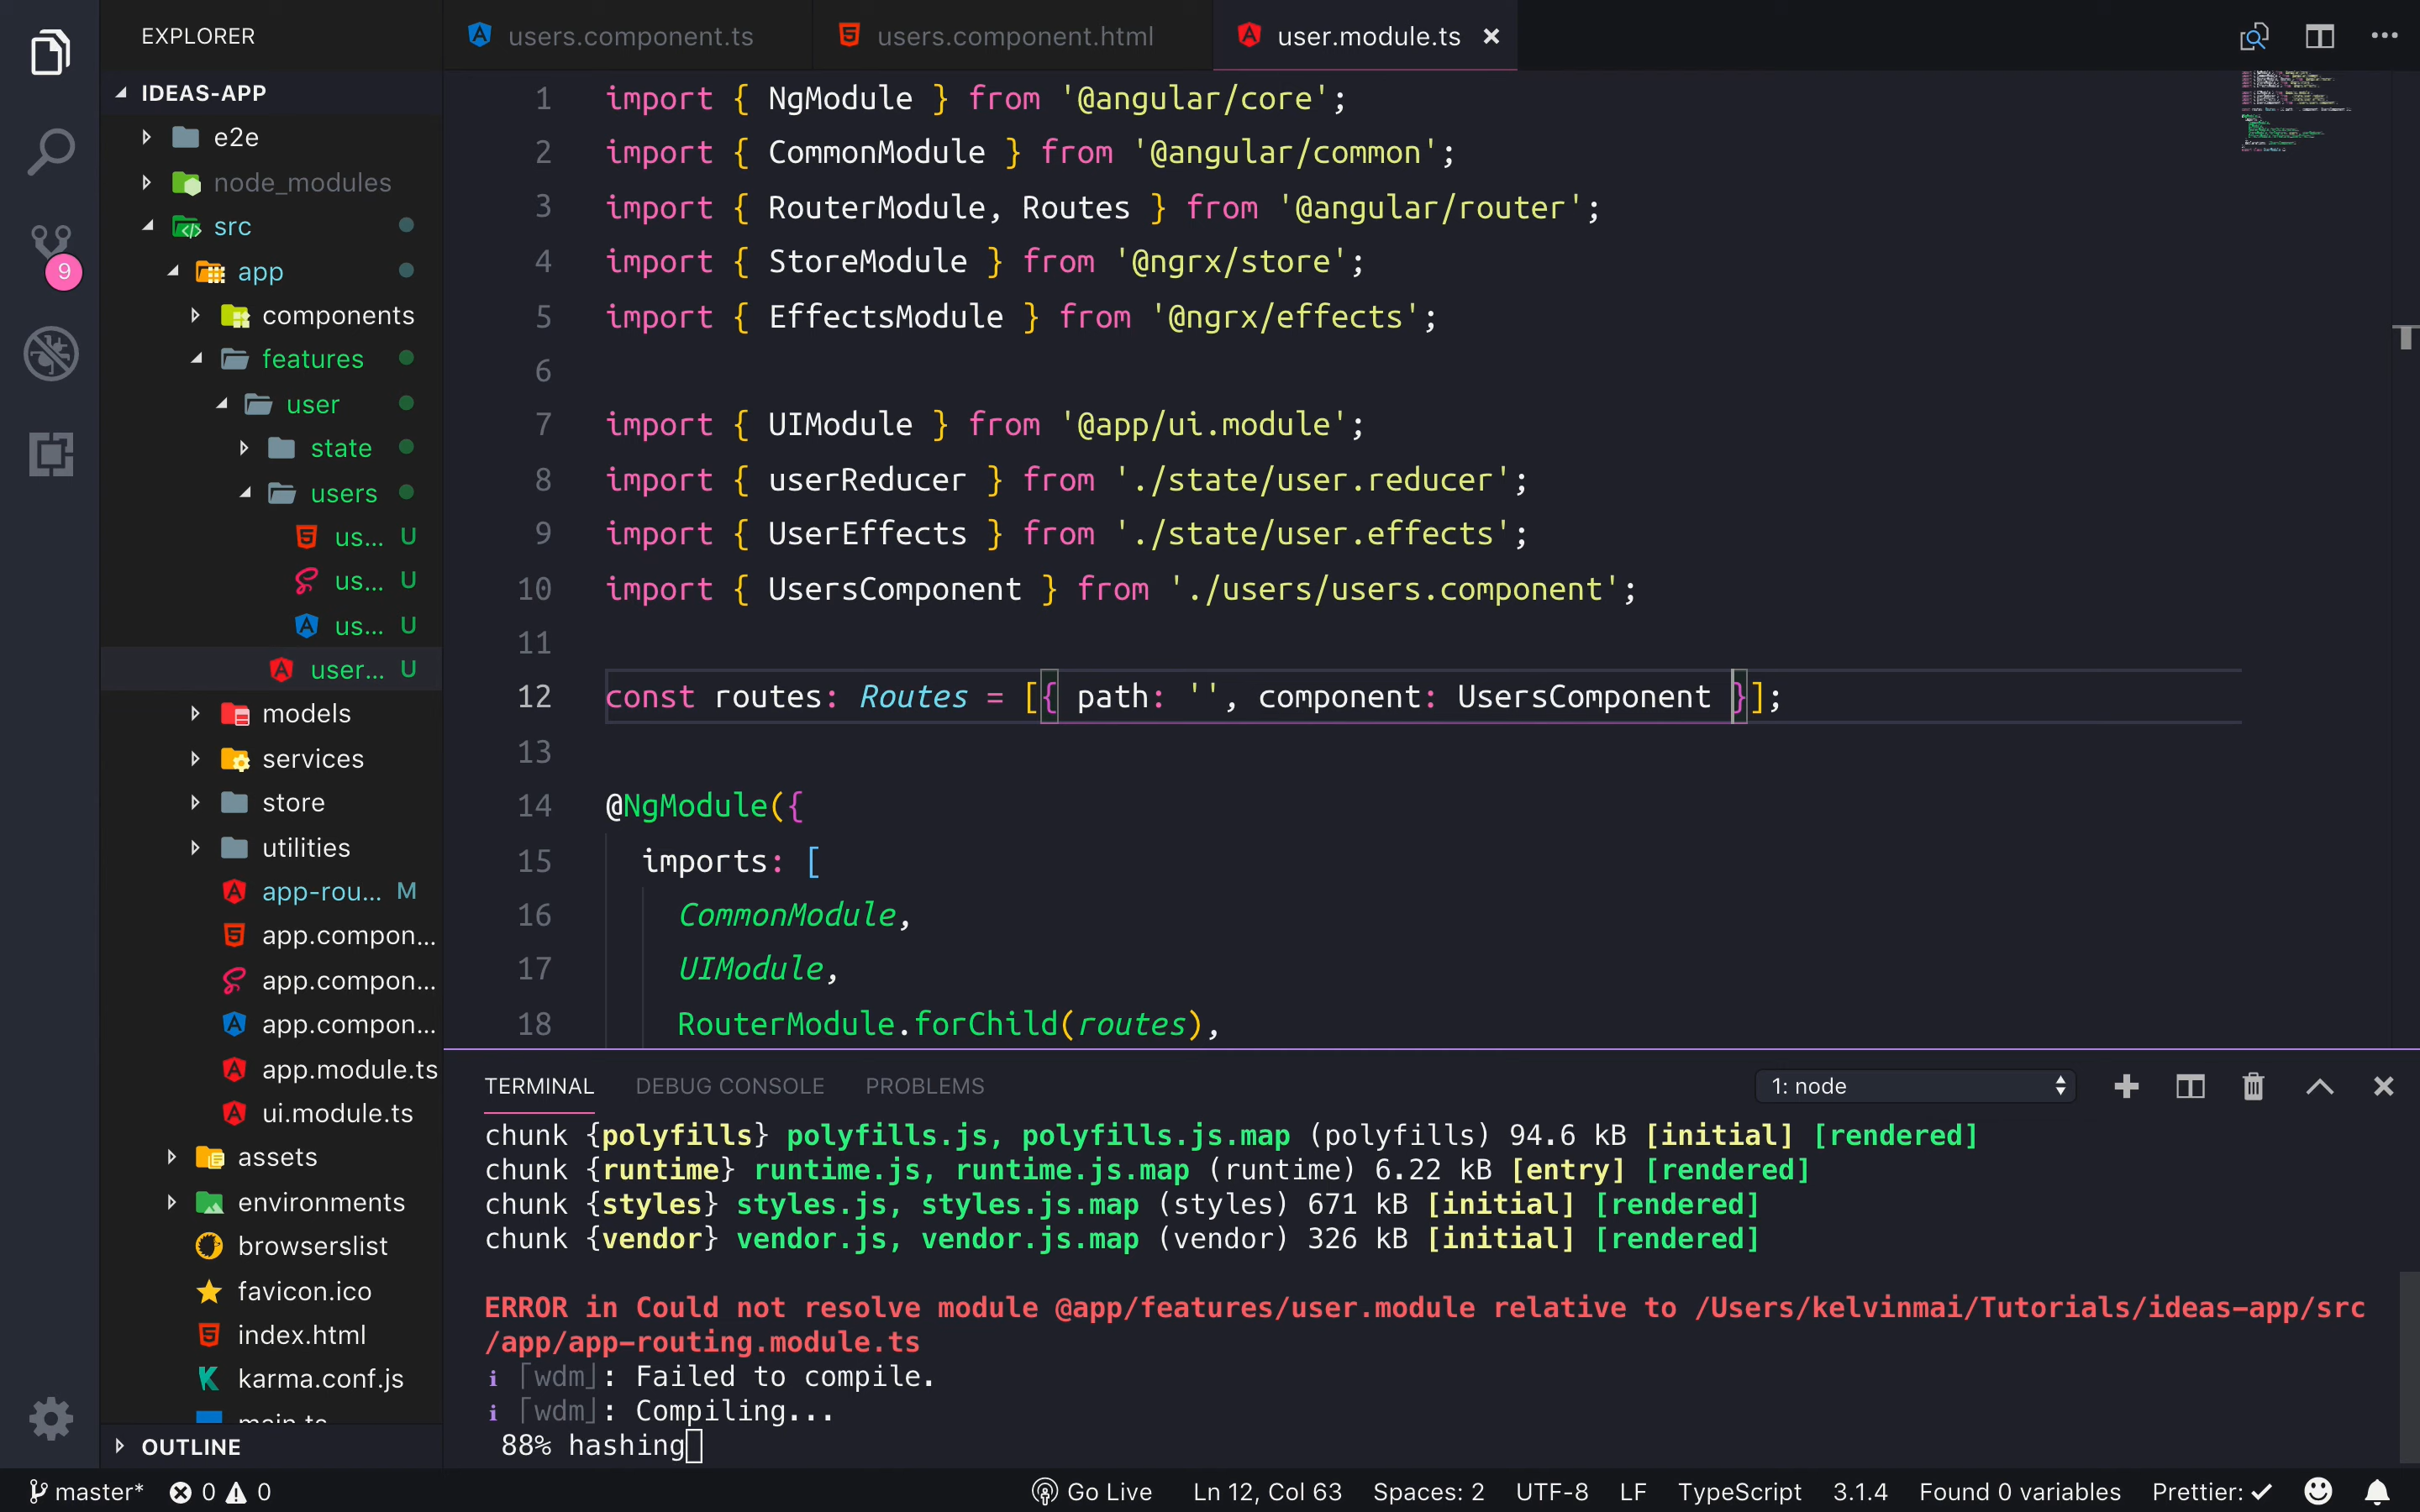 EXPLORER
IDEAS-APP
e2e
node_modules
src
app
components
features
user
state
users
us... U
us... U
us... U
user... U
models
services
store
utilities
app-rou... M
app.compon...
app.compon...
app.compon...
app.module.ts
ui.module.ts
assets
environments
browserslist
favicon.ico
index.html
karma.conf.js
main.ts
OUTLINE
9
users.component.ts users.component.html user.module.ts
1 import { NgModule } from '@angular/core';
2 import { CommonModule } from '@angular/common';
3 import { RouterModule, Routes } from '@angular/router';
4 import { StoreModule } from '@ngrx/store';
5 import { EffectsModule } from '@ngrx/effects';
6
7 import { UIModule } from '@app/ui.module';
8 import { userReducer } from './state/user.reducer';
9 import { UserEffects } from './state/user.effects';
10 import { UsersComponent } from './users/users.component';
11
12 const routes: Routes = [{ path: '', component: UsersComponent }];
13
14 @NgModule({
15 imports: [
16 CommonModule,
17 UIModule,
18 RouterModule.forChild(routes),
TERMINAL DEBUG CONSOLE PROBLEMS 1: node
chunk {polyfills} polyfills.js, polyfills.js.map (polyfills) 94.6 kB [initial] [rendered]
chunk {runtime} runtime.js, runtime.js.map (runtime) 6.22 kB [entry] [rendered]
chunk {styles} styles.js, styles.js.map (styles) 671 kB [initial] [rendered]
chunk {vendor} vendor.js, vendor.js.map (vendor) 326 kB [initial] [rendered]
ERROR in Could not resolve module @app/features/user.module relative to /Users/kelvinmai/Tutorials/ideas-app/src
/app/app-routing.module.ts
i ｢wdm｣: Failed to compile.
i ｢wdm｣: Compiling...
88% hashing
master* 0 0 Go Live Ln 12, Col 63 Spaces: 2 UTF-8 LF TypeScript 3.1.4 Found 0 variables Prettier: ✓